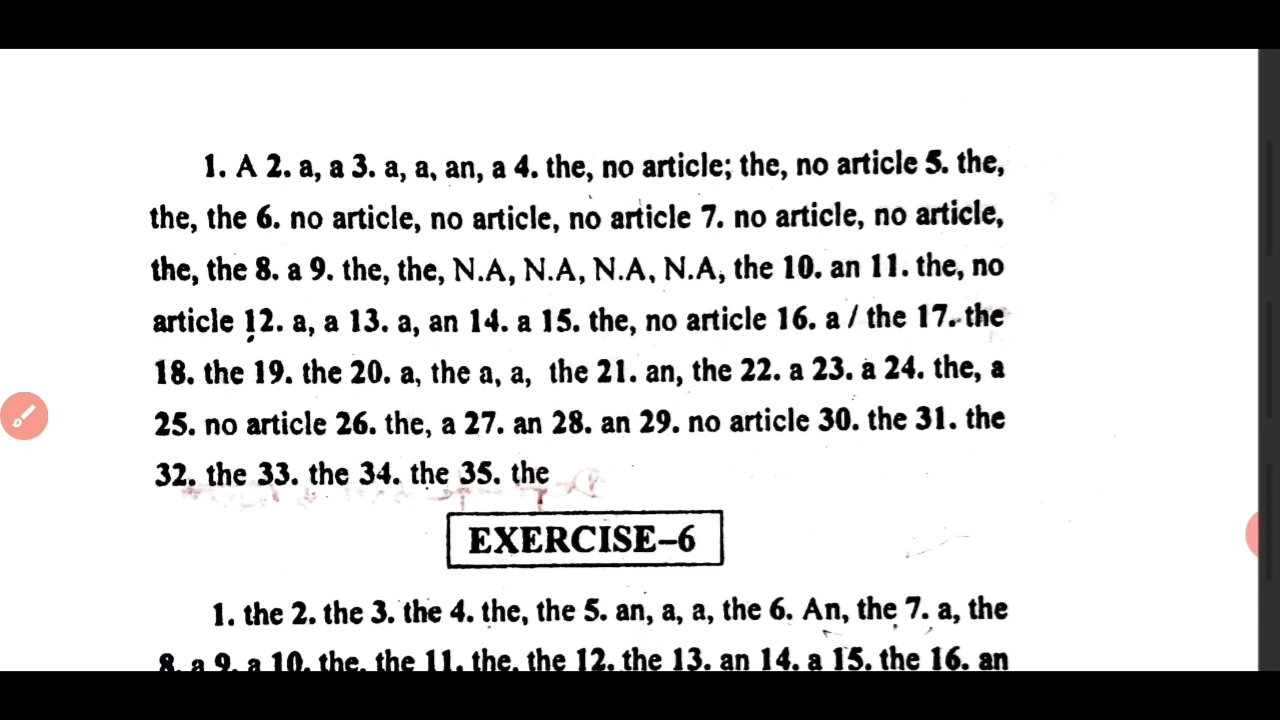 1. A 2. a, a 3. a, a, an, a 4. the, no article; the, no article 5. the,
the, the 6. no article, no article, no article 7. no article, no article,
the, the 8. a 9. the, the, N.A, N.A, N.A, N.A, the 10. an 11. the, no
article 12. a, a 13. a, an 14. a 15. the, no article 16. a / the 17. the
18. the 19. the 20. a, the a, a, the 21. an, the 22. a 23. a 24. the, a
25. no article 26. the, a 27. an 28. an 29. no article 30. the 31. the
32. the 33. the 34. the 35. the
EXERCISE–6
1. the 2. the 3. the 4. the, the 5. an, a, a, the 6. An, the 7. a, the
8. a 9. a 10. the, the 11. the, the 12. the 13. an 14. a 15. the 16. an